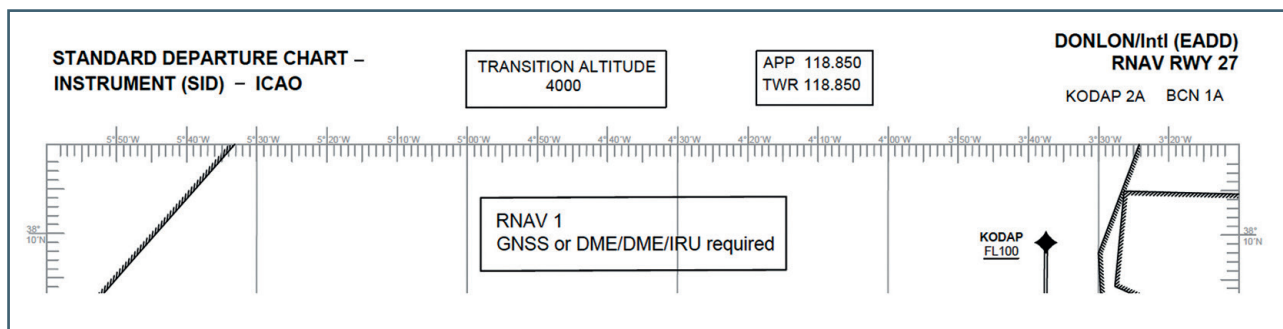 STANDARD DEPARTURE CHART –
INSTRUMENT (SID) – ICAO
TRANSITION ALTITUDE
4000
APP 118.850
TWR 118.850
DONLON/Intl (EADD)
RNAV RWY 27
KODAP 2A BCN 1A
5°50'W 5°40'W 5°30'W 5°20'W 5°10'W 5°00'W 4°50'W 4°40'W 4°30'W 4°20'W 4°10'W 4°00'W 3°50'W 3°40'W 3°30'W 3°20'W
RNAV 1
GNSS or DME/DME/IRU required
38°
10'N
KODAP
FL100
38°
10'N